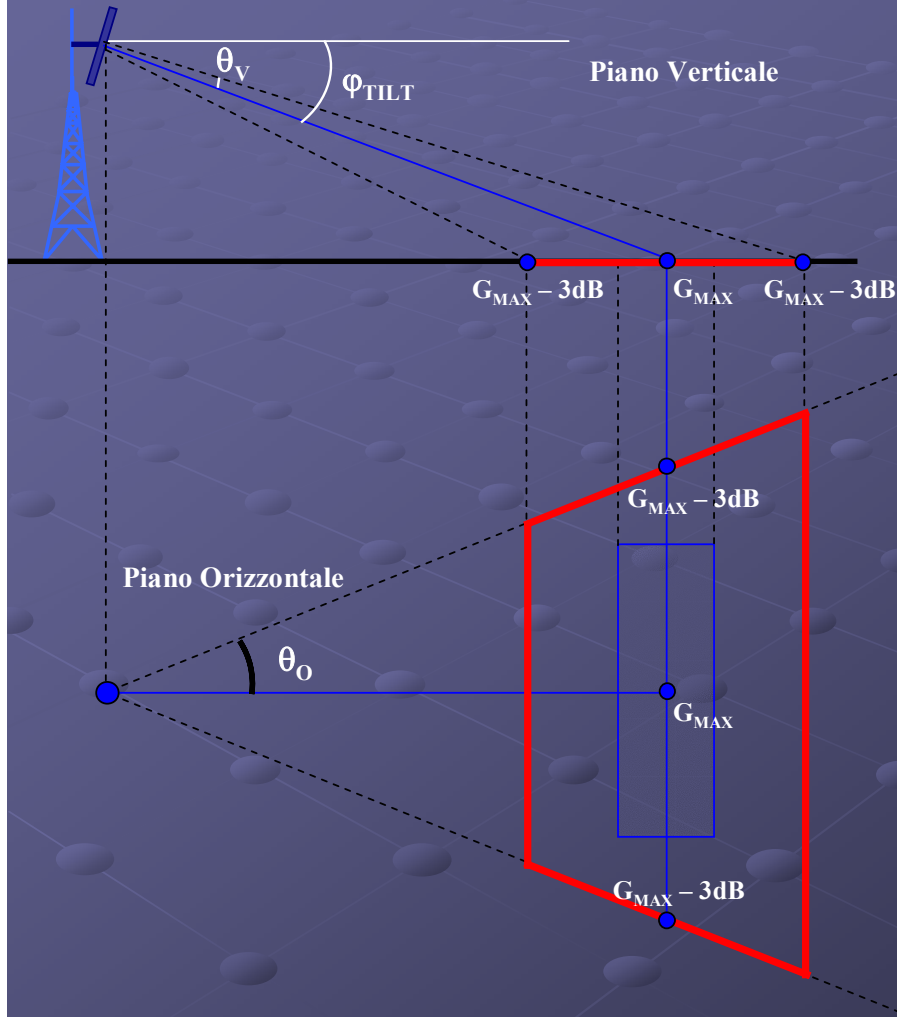 θV
φTILT
Piano Verticale
GMAX – 3dB
GMAX
GMAX – 3dB
GMAX – 3dB
Piano Orizzontale
θO
GMAX
GMAX – 3dB